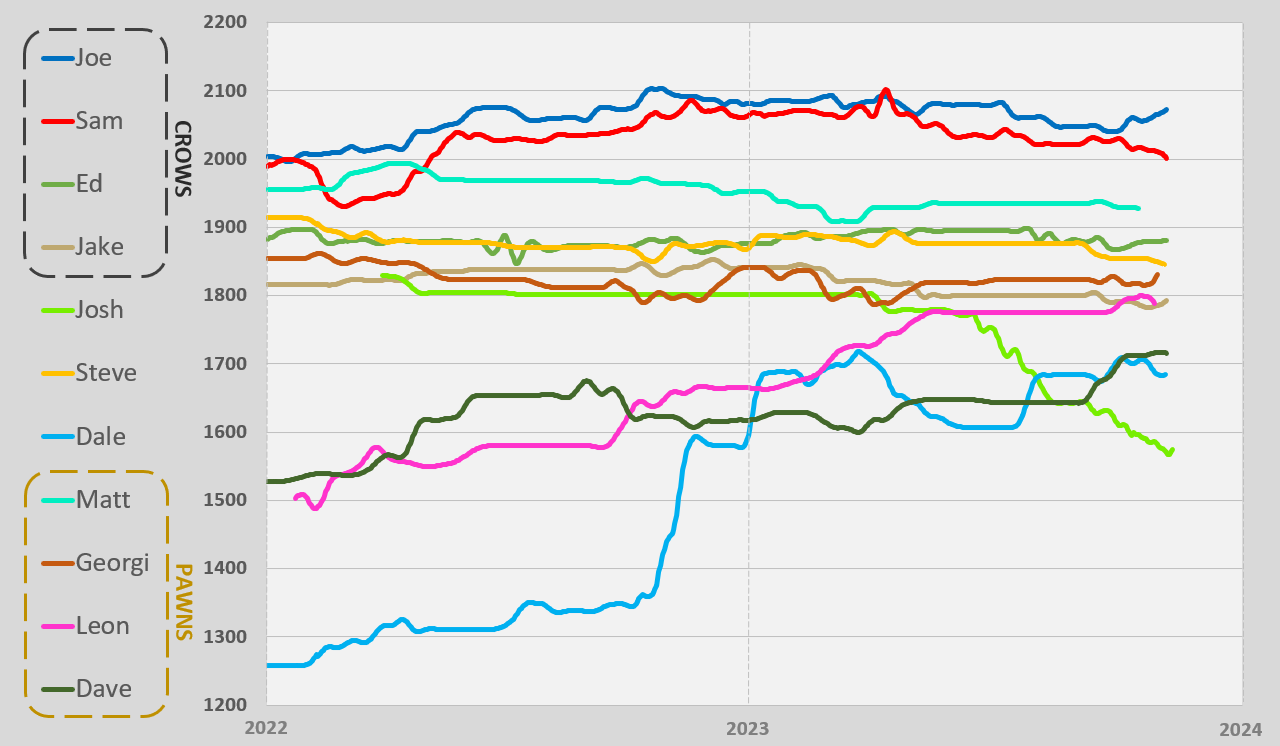 2200
2100
2000
1900
1800
1700
1600
1500
1400
1300
1200
2022
2023
2024
Joe
Sam
Ed
Jake
Josh
Steve
Dale
Matt
Georgi
Leon
Dave
CROWS
PAWNS